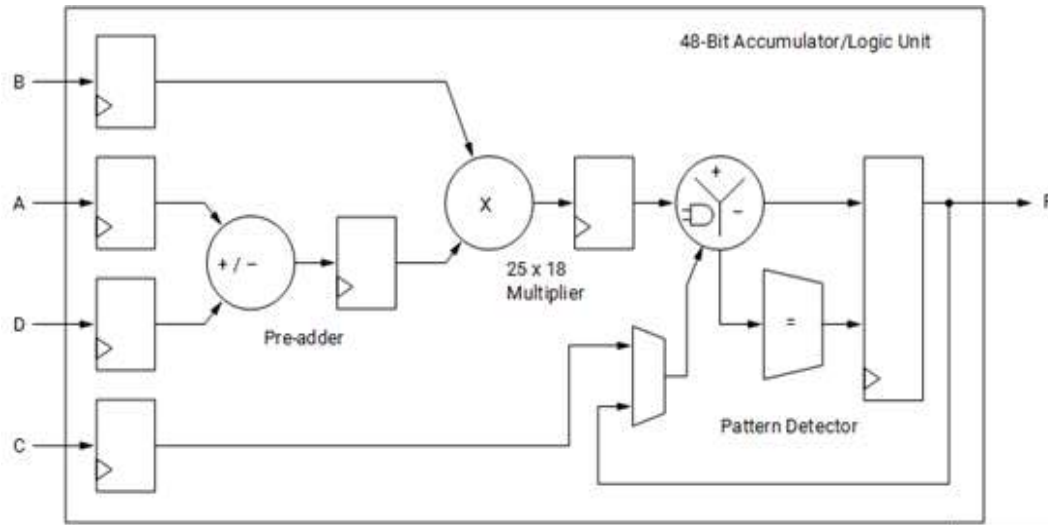 48-Bit Accumulator/Logic Unit
B
A
D
C
+ / −
Pre-adder
X
25 x 18
Multiplier
+
−
=
Pattern Detector